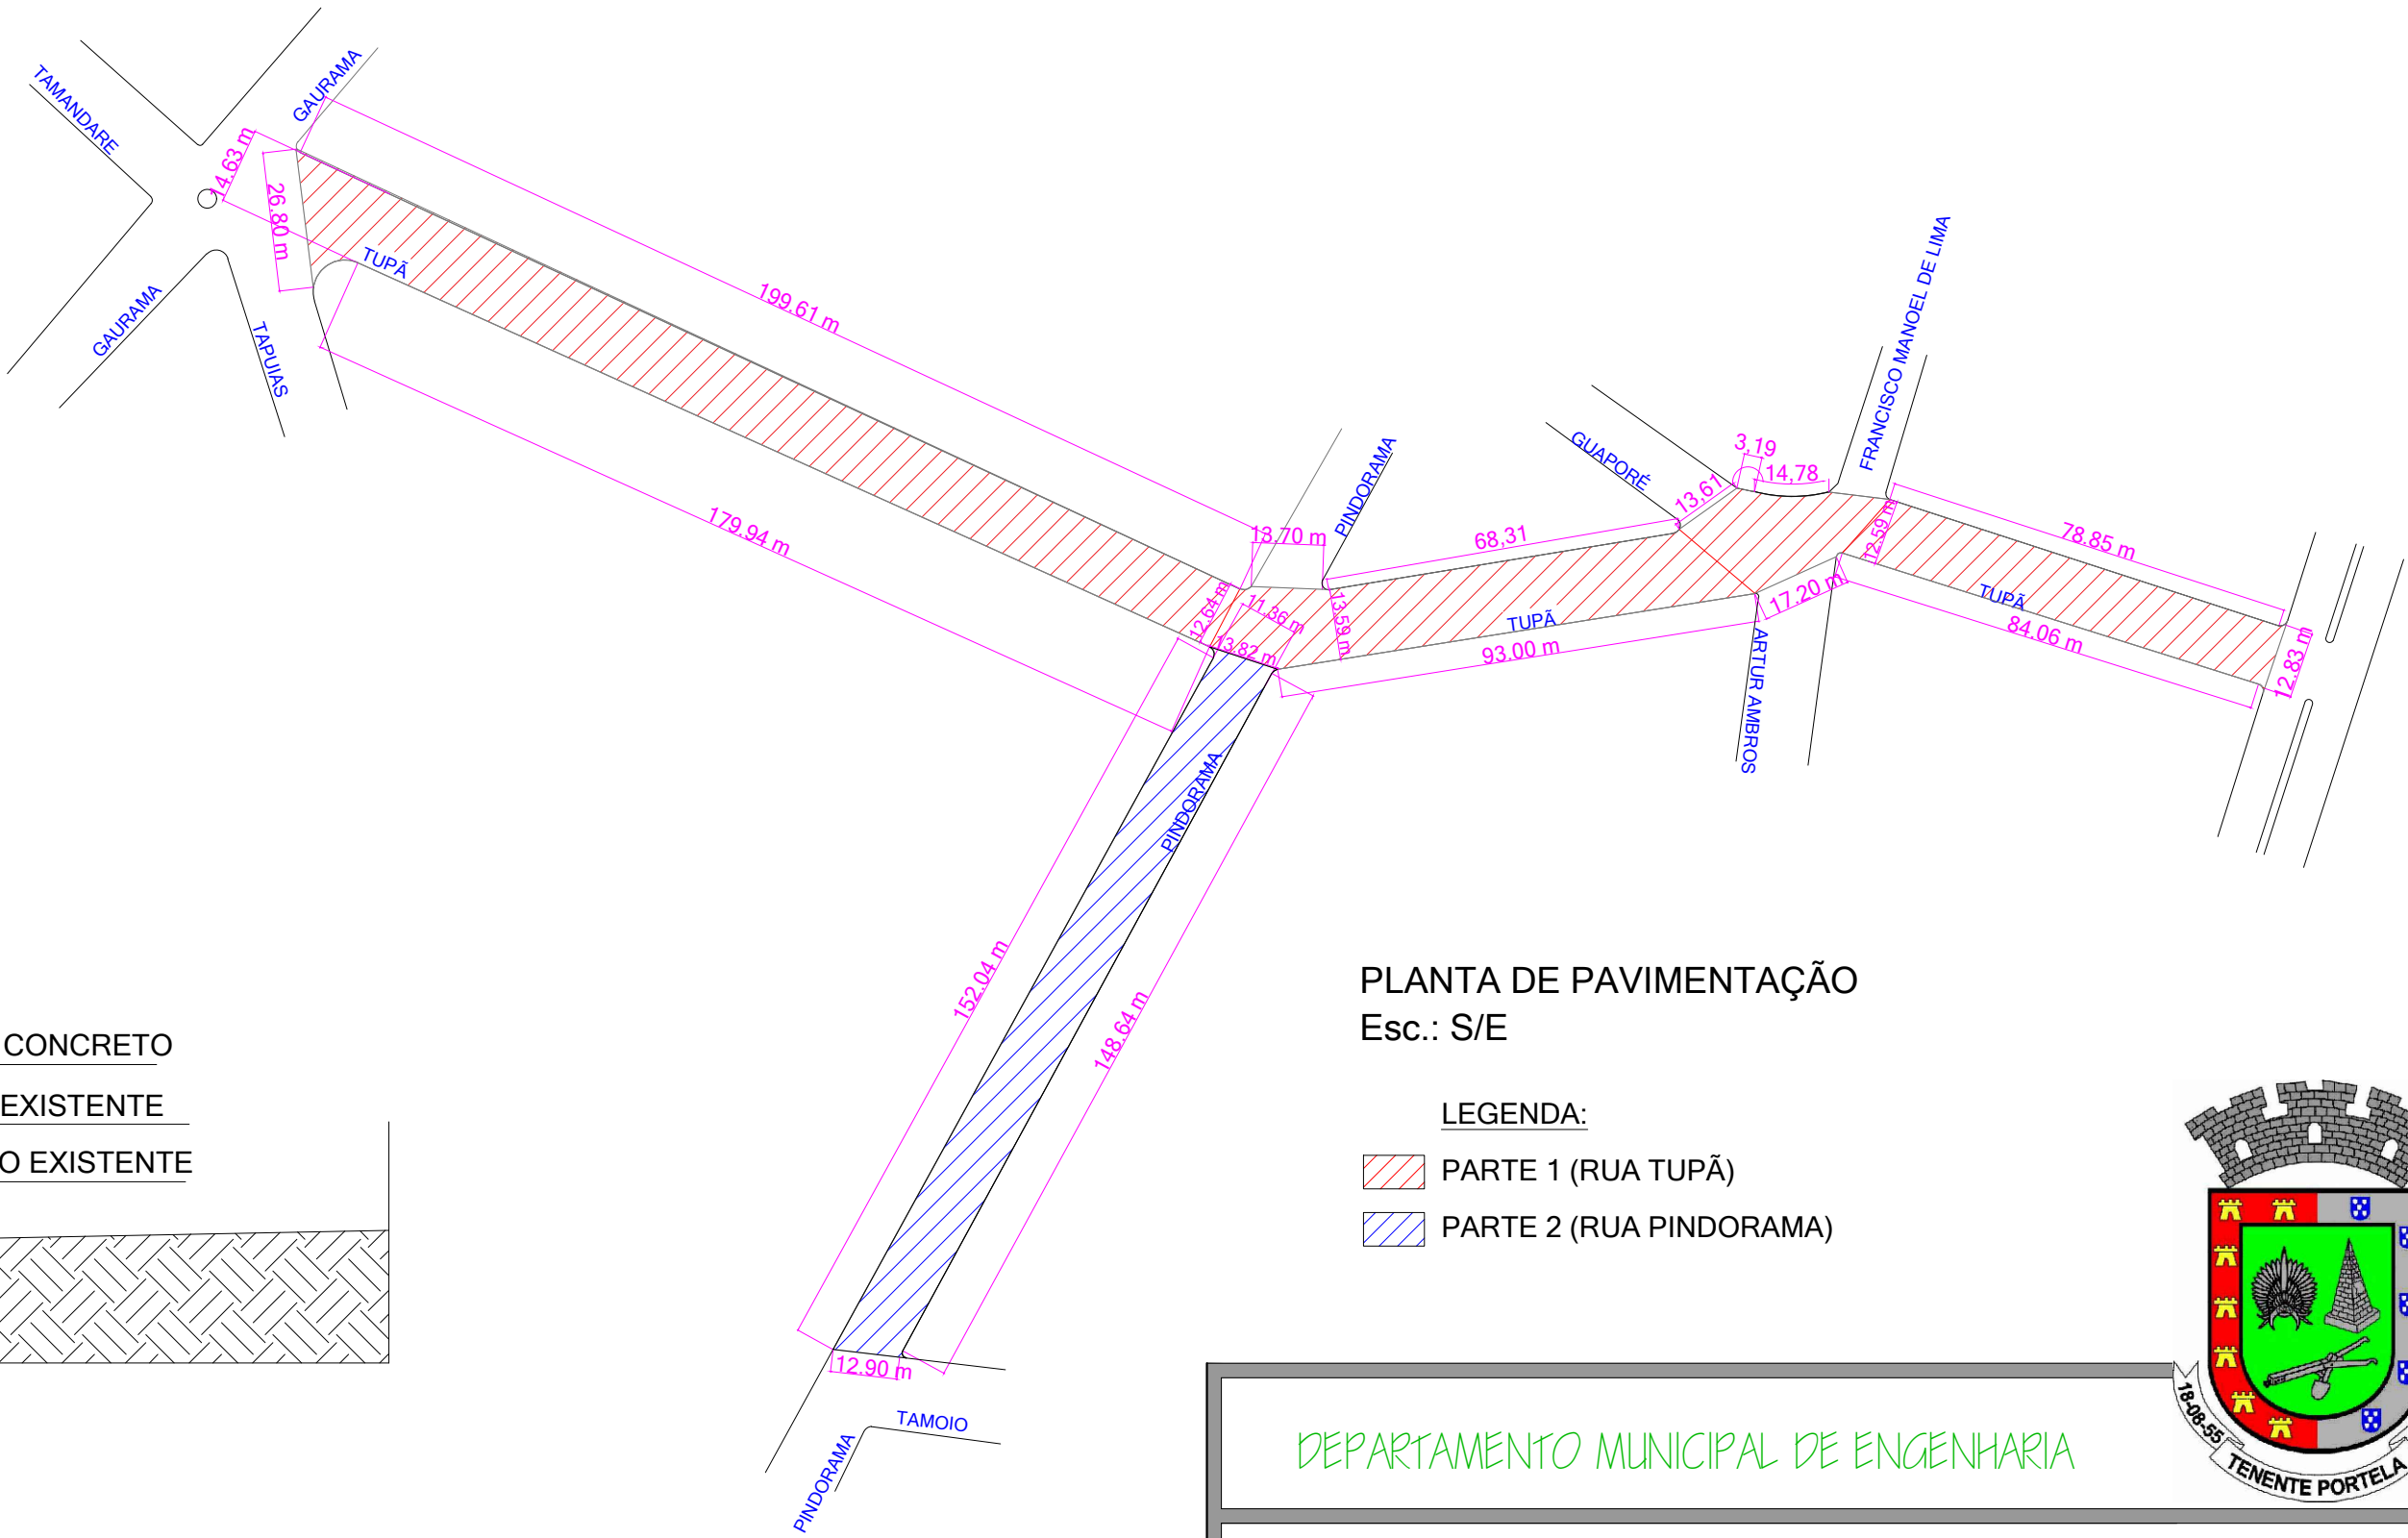 TAMANDARE
GAURAMA
14.63 m
26.80 m
TUPÃ
GAURAMA
TAPUIAS
199.61 m
179.94 m
PINDORAMA
13.70 m
12.64 m
11.36 m
13.82 m
13.59 m
68,31
GUAPORÉ
13,61
3,19
14,78
FRANCISCO MANOEL DE LIMA
12.59 m
78.85 m
TUPÃ
TUPÃ
93.00 m
17.20 m
84.06 m
12.83 m
ARTUR AMBROS
PINDORAMA
152.04 m
148.64 m
12.90 m
TAMOIO
PINDORAMA
CONCRETO
EXISTENTE
O EXISTENTE
PLANTA DE PAVIMENTAÇÃO
Esc.: S/E
LEGENDA:
PARTE 1 (RUA TUPÃ)
PARTE 2 (RUA PINDORAMA)
DEPARTAMENTO MUNICIPAL DE ENGENHARIA
18-08-55
TENENTE PORTELA